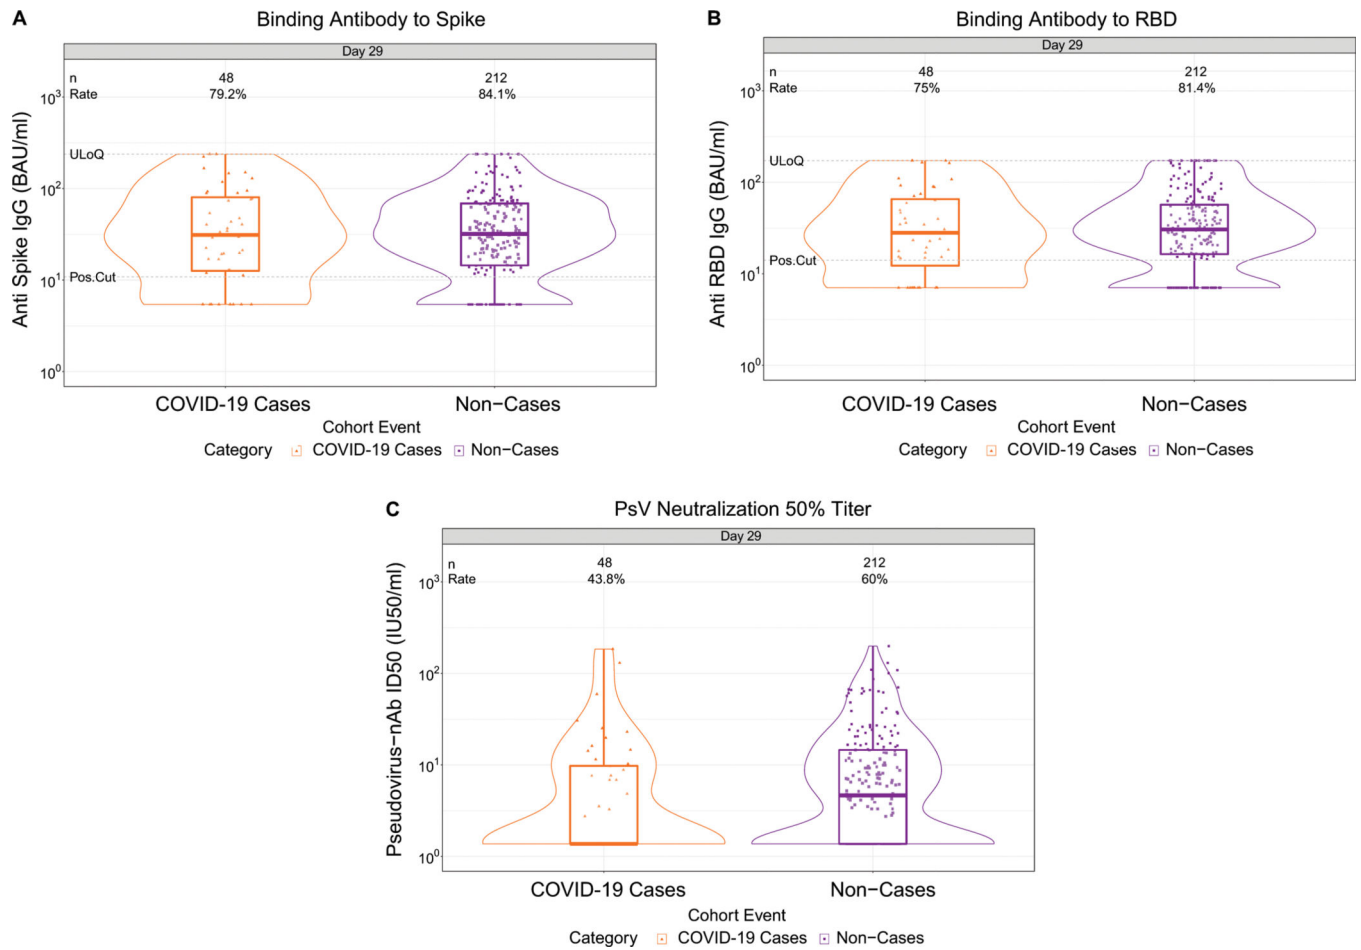 A Binding Antibody to Spike
Day 29
n 48 212
Rate 79.2% 84.1%
10³
ULoQ
10²
Pos.Cut
10¹
10⁰
Anti Spike IgG (BAU/ml)
COVID-19 Cases Non-Cases
Cohort Event
Category COVID-19 Cases Non-Cases
B Binding Antibody to RBD
Day 29
n 48 212
Rate 75% 81.4%
10³
ULoQ
10²
Pos.Cut
10¹
10⁰
Anti RBD IgG (BAU/ml)
COVID-19 Cases Non-Cases
Cohort Event
Category COVID-19 Cases Non-Cases
C PsV Neutralization 50% Titer
Day 29
n 48 212
Rate 43.8% 60%
10³
10²
10¹
10⁰
Pseudovirus-nAb ID50 (IU50/ml)
COVID-19 Cases Non-Cases
Cohort Event
Category COVID-19 Cases Non-Cases